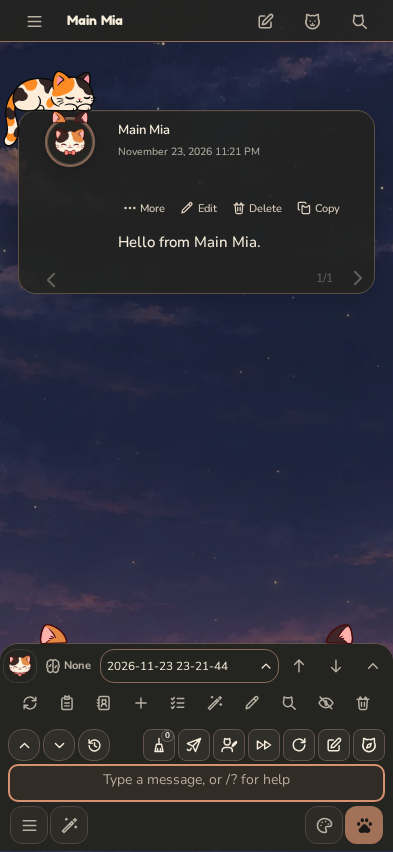 Main Mia
Main Mia
November 23, 2026 11:21 PM
More Edit Delete Copy
Hello from Main Mia.
1/1
None 2026-11-23 23-21-44
0
Type a message, or /? for help